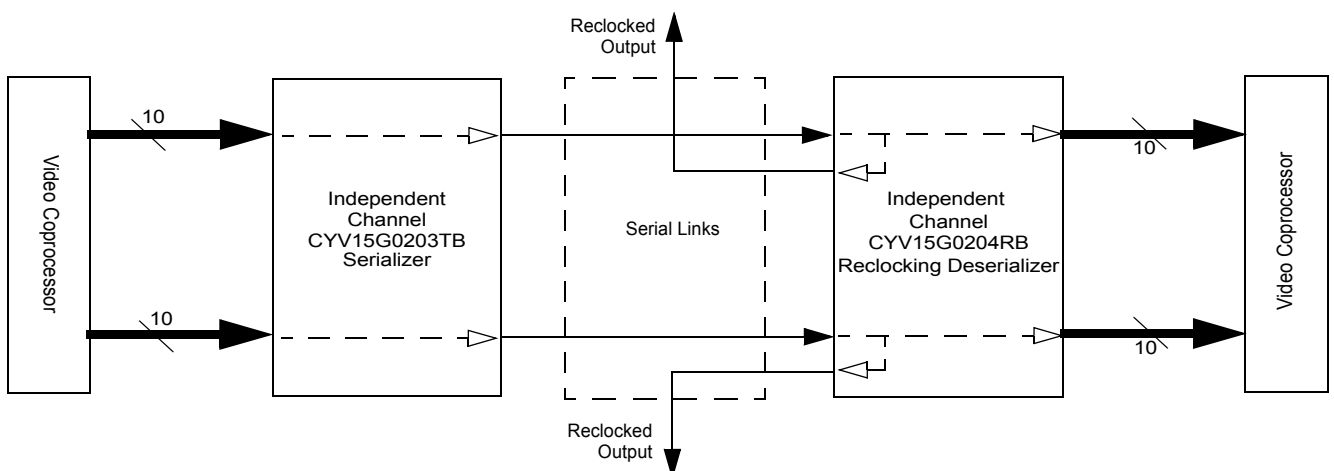 Reclocked
Output
10
10
Video Coprocessor
Independent
Channel
CYV15G0203TB
Serializer
Serial Links
Independent
Channel
CYV15G0204RB
Reclocking Deserializer
Video Coprocessor
10
10
Reclocked
Output